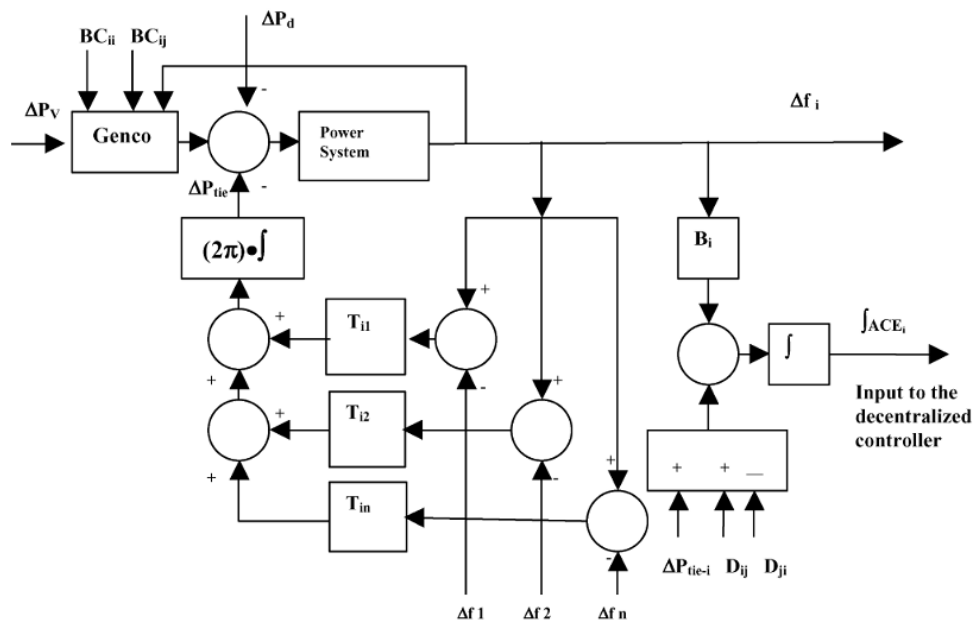 ΔP_d
BC_ii BC_ij
ΔP_V
Genco
-
Power
System
Δf_i
ΔP_tie
-
(2π)•∫
B_i
+
T_i1
+
-
+
∫
∫ACE_i
Input to the
decentralized
controller
+
T_i2
+
-
+
T_in
+
-
+ + —
ΔP_tie-i D_ij D_ji
Δf 1 Δf 2 Δf n